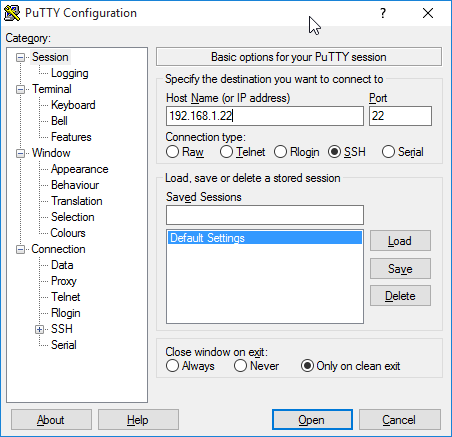 PuTTY Configuration
?
Category:
Session
Logging
Terminal
Keyboard
Bell
Features
Window
Appearance
Behaviour
Translation
Selection
Colours
Connection
Data
Proxy
Telnet
Rlogin
SSH
Serial
Basic options for your PuTTY session
Specify the destination you want to connect to
Host Name (or IP address) Port
192.168.1.22 22
Connection type:
Raw Telnet Rlogin SSH Serial
Load, save or delete a stored session
Saved Sessions
Default Settings
Load
Save
Delete
Close window on exit:
Always Never Only on clean exit
About Help Open Cancel